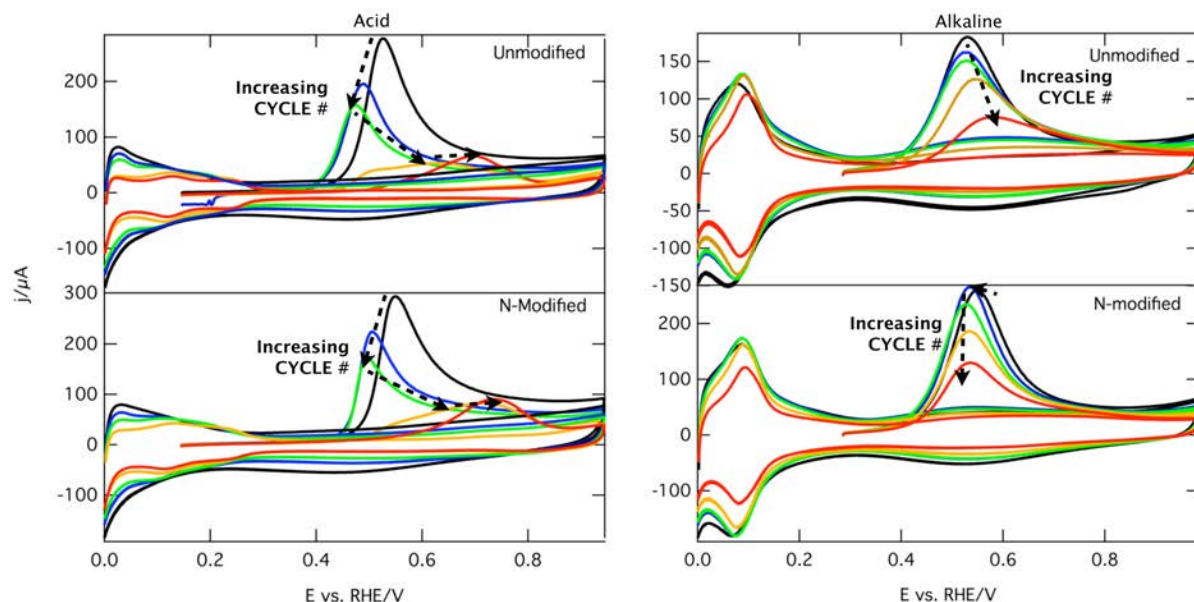 Acid
Unmodified
Increasing
CYCLE #
200
100
0
-100
300
N-Modified
Increasing
CYCLE #
200
100
0
-100
0.0
0.2
0.4
0.6
0.8
j/µA
E vs. RHE/V
Alkaline
Unmodified
Increasing
CYCLE #
150
100
50
0
-50
100
-150
N-modified
Increasing
CYCLE #
200
100
0
-100
0.0
0.2
0.4
0.6
0.8
E vs. RHE/V